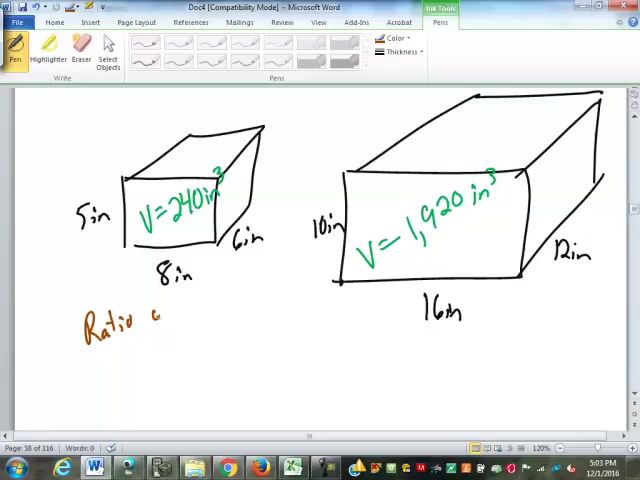 Doc4 [Compatibility Mode] - Microsoft Word
Ink Tools
File Home Insert Page Layout References Mailings Review View Add-Ins Acrobat Pens
Pen Highlighter Eraser Select Objects
Color
Thickness
Write
Pens
5in
V=240in³
6in
8in
10in
V=1,920 in³
12in
16in
Ratio
Page: 38 of 116 Words: 0
120%
5:03 PM
12/1/2016